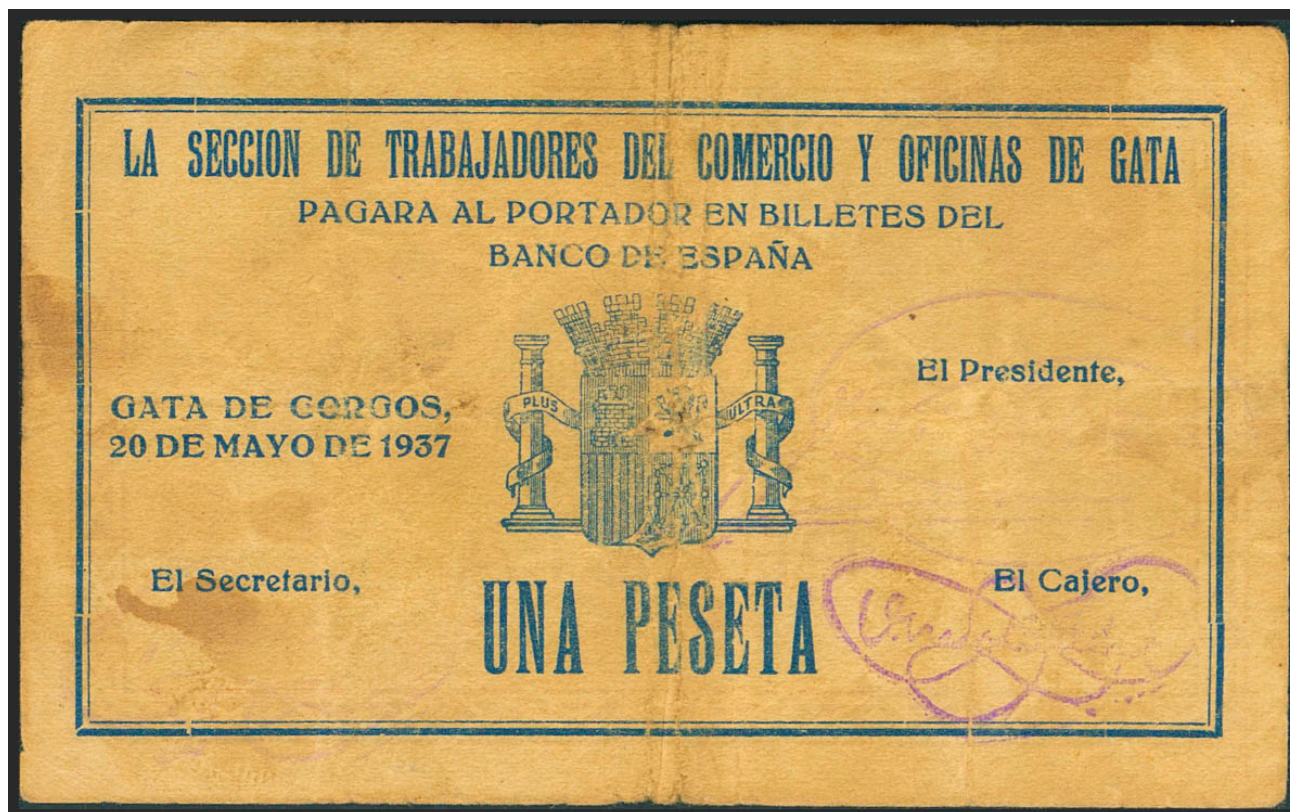 LA SECCION DE TRABAJADORES DEL COMERCIO Y OFICINAS DE GATA
PAGARA AL PORTADOR EN BILLETES DEL
BANCO DE ESPAÑA
PLUS ULTRA
El Presidente,
GATA DE GORGOS,
20 DE MAYO DE 1937
El Secretario,
El Cajero,
UNA PESETA